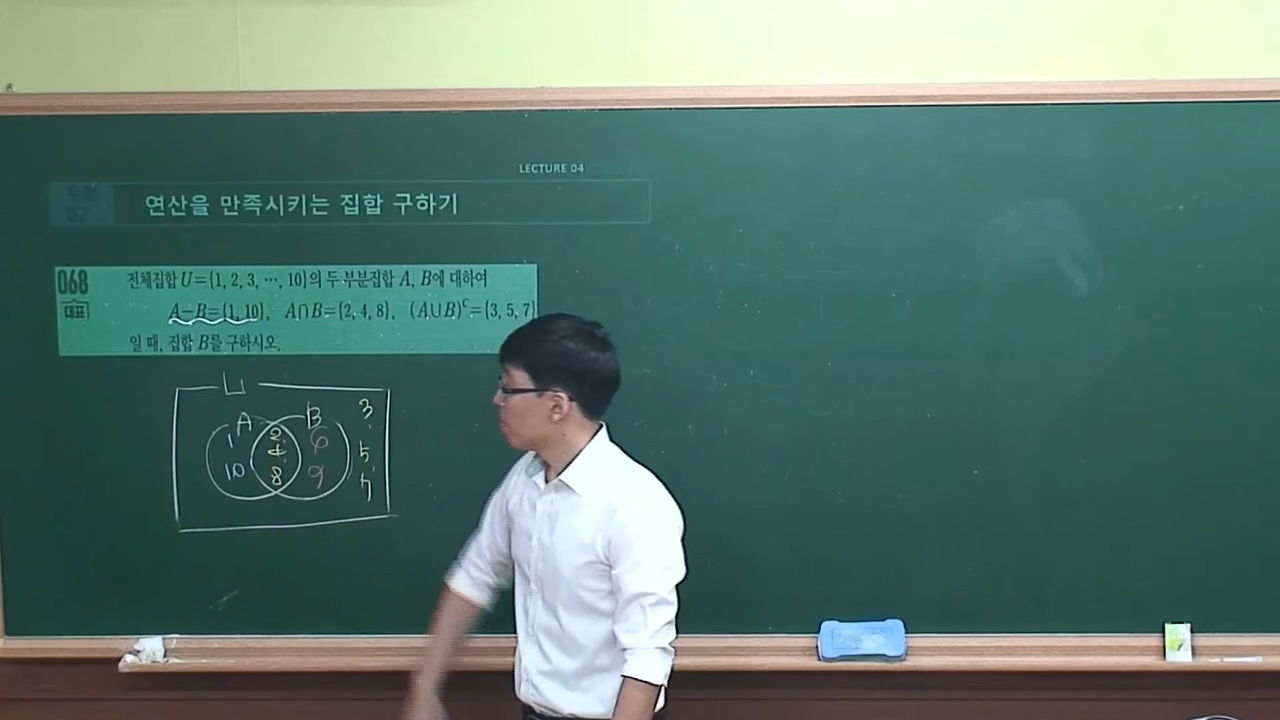 LECTURE 04
02
연산을 만족시키는 집합 구하기
068
대표
전체집합 U={1, 2, 3, ⋯, 10}의 두 부분집합 A, B에 대하여
A-B={1, 10}, A∩B={2, 4, 8}, (A∪B)ᶜ={3, 5, 7}
일 때, 집합 B를 구하시오.
U
A B 3
1 2 6
4 5
10 8 9 7